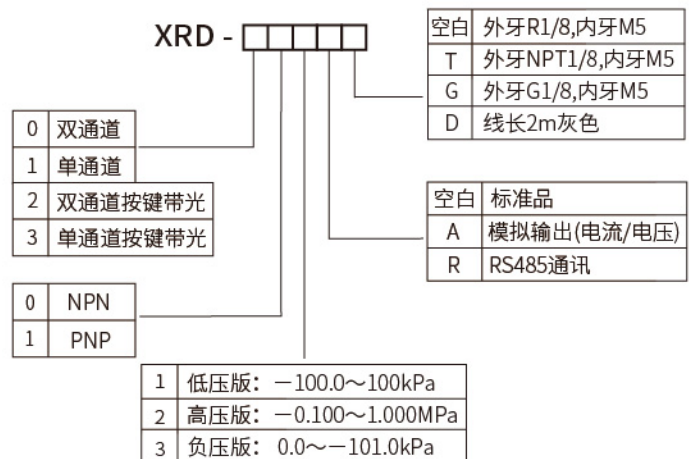 XRD -
空白 外牙R1/8,内牙M5
T 外牙NPT1/8,内牙M5
G 外牙G1/8,内牙M5
D 线长2m灰色
0 双通道
1 单通道
2 双通道按键带光
3 单通道按键带光
空白 标准品
A 模拟输出(电流/电压)
R RS485通讯
0 NPN
1 PNP
1 低压版：－100.0～100kPa
2 高压版：－0.100～1.000MPa
3 负压版： 0.0～－101.0kPa